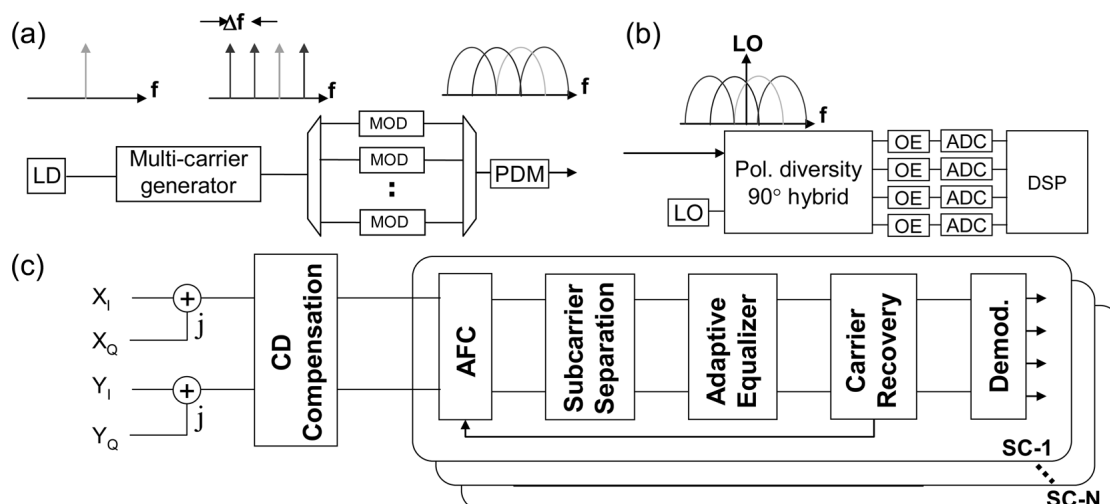 (a)
Δf
f
f
f
LD
Multi-carrier
generator
MOD
MOD
⋮
MOD
PDM
(b)
LO
f
Pol. diversity
90° hybrid
LO
OE
ADC
OE
ADC
OE
ADC
OE
ADC
DSP
(c)
X_I
X_Q
Y_I
Y_Q
+
j
+
j
CD
Compensation
AFC
Subcarrier
Separation
Adaptive
Equalizer
Carrier
Recovery
Demod.
SC-1
SC-N